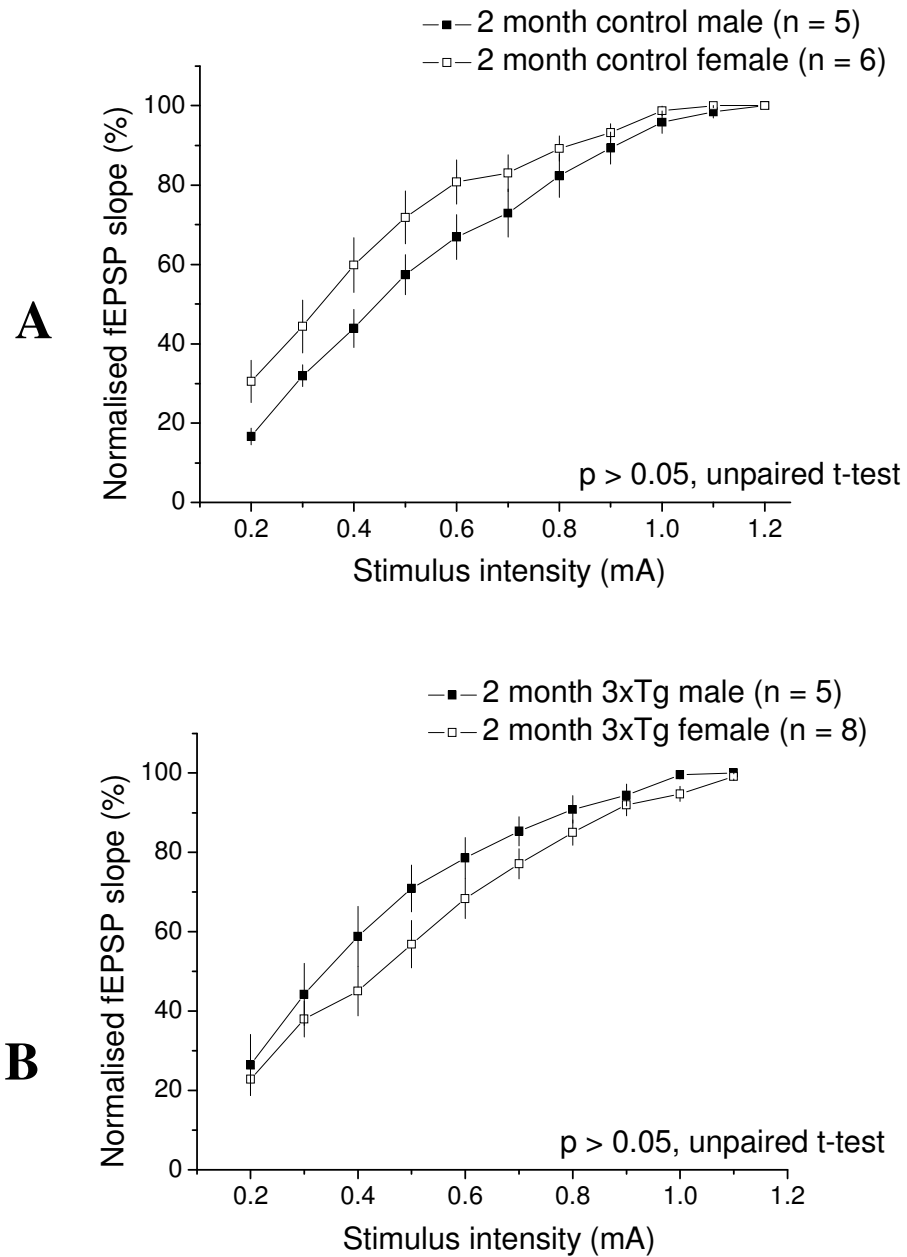 2 month control male (n = 5)
2 month control female (n = 6)
100
80
60
40
20
0
Normalised fEPSP slope (%)
A
p > 0.05, unpaired t-test
0.2 0.4 0.6 0.8 1.0 1.2
Stimulus intensity (mA)
2 month 3xTg male (n = 5)
2 month 3xTg female (n = 8)
100
80
60
40
20
0
Normalised fEPSP slope (%)
B
p > 0.05, unpaired t-test
0.2 0.4 0.6 0.8 1.0 1.2
Stimulus intensity (mA)